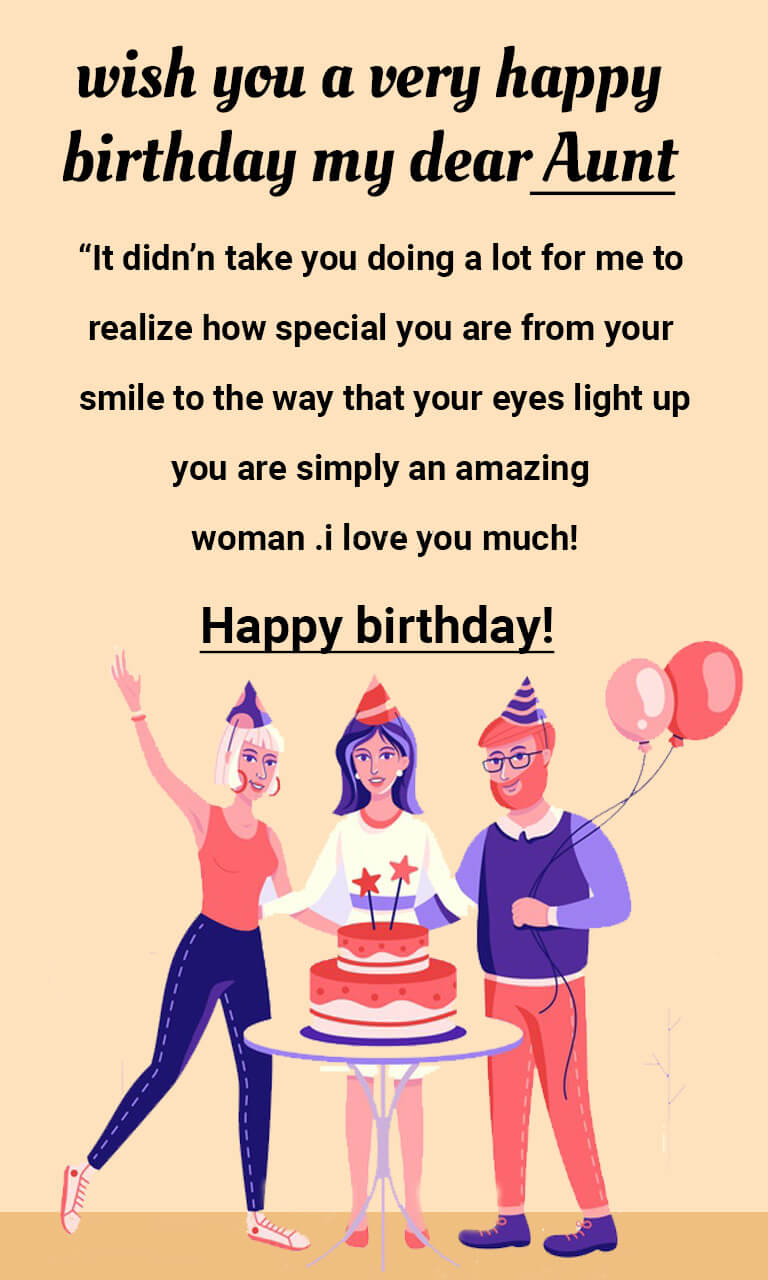 wish you a very happy
birthday my dear Aunt
“It didn’n take you doing a lot for me to
realize how special you are from your
smile to the way that your eyes light up
you are simply an amazing
woman .i love you much!
Happy birthday!